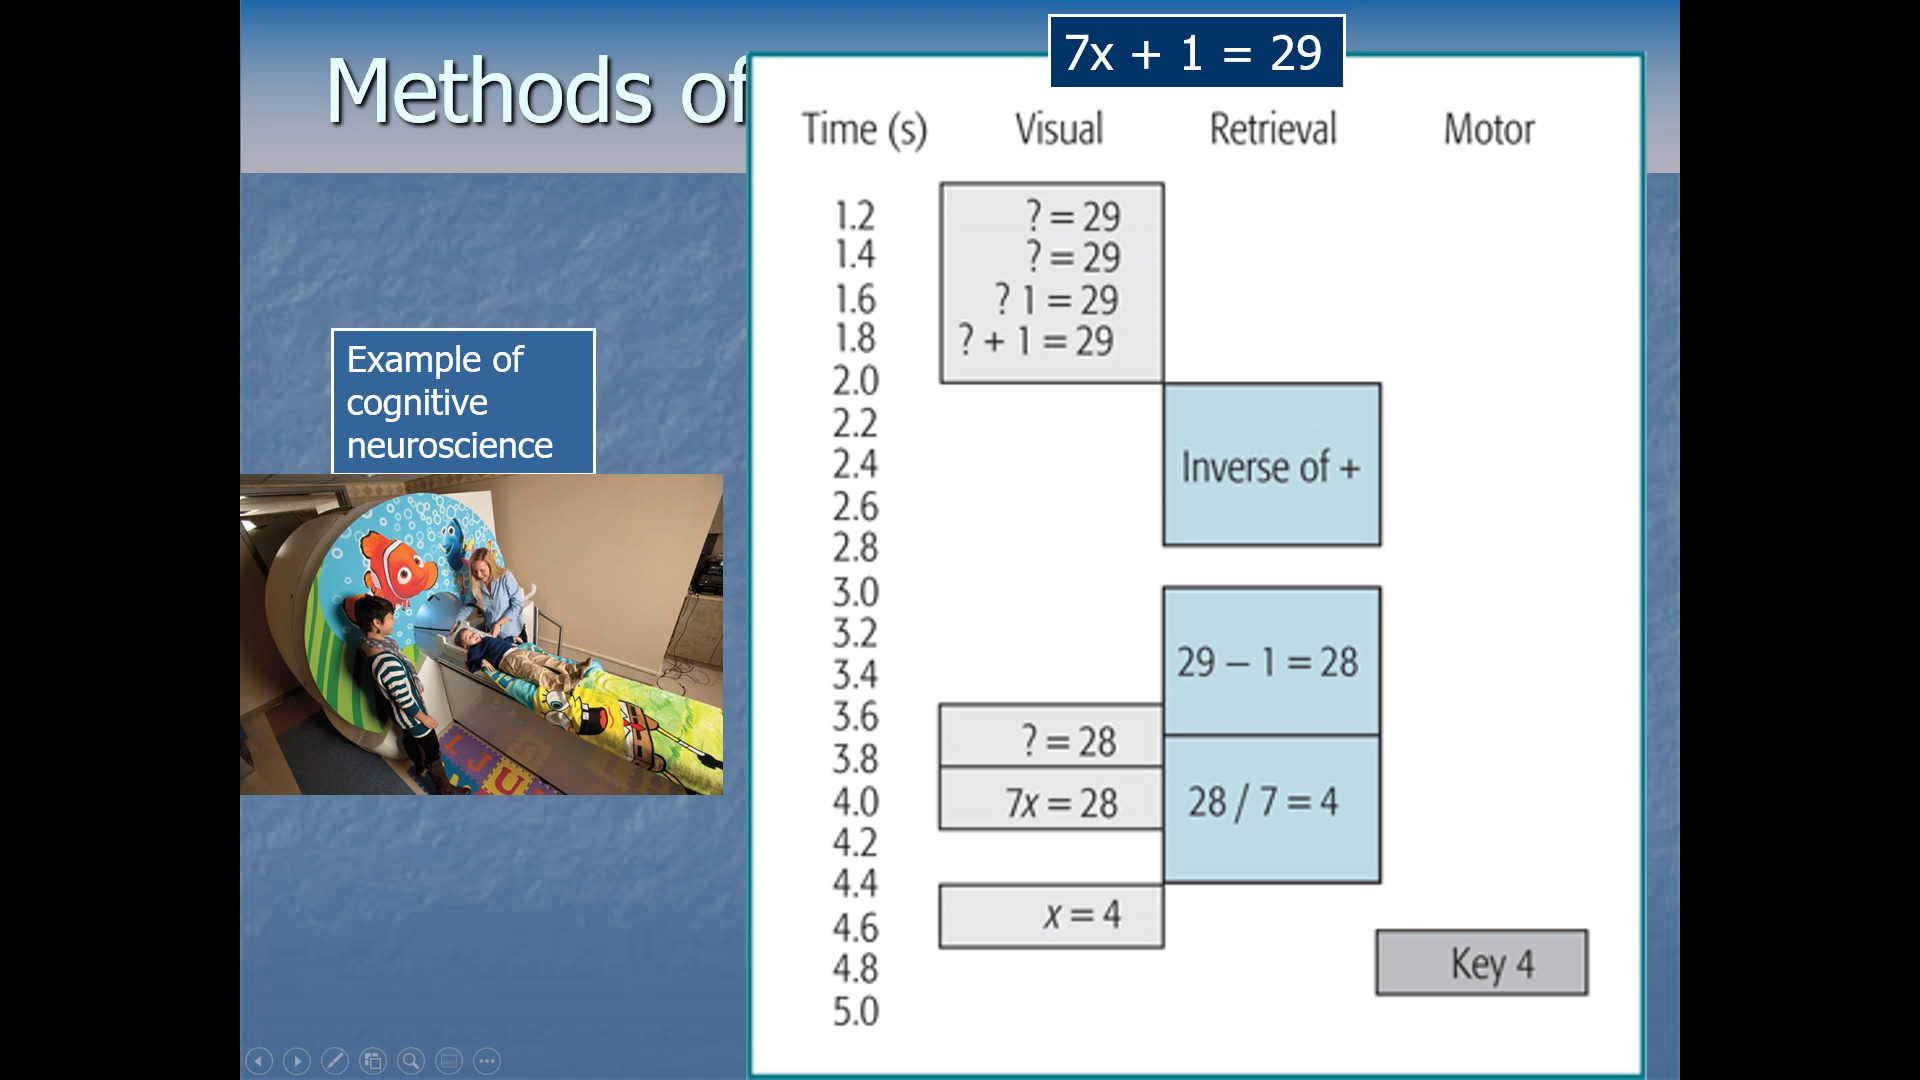 7x + 1 = 29
Methods of
Time (s) Visual Retrieval Motor
1.2 ? = 29
1.4 ? = 29
1.6 ? 1 = 29
1.8 ? + 1 = 29
2.0
2.2
2.4 Inverse of +
2.6
2.8
3.0
3.2
3.4 29 – 1 = 28
3.6
3.8 ? = 28
4.0 7x = 28 28 / 7 = 4
4.2
4.4
4.6 x = 4
4.8 Key 4
5.0
Example of
cognitive
neuroscience